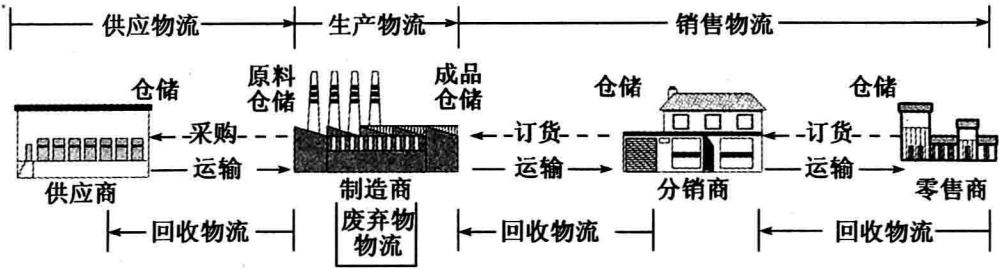 供应物流 生产物流 销售物流
仓储 原料仓储 成品仓储 仓储 仓储
采购 订货 订货
运输 运输 运输
供应商 制造商 分销商 零售商
回收物流 废弃物物流 回收物流 回收物流